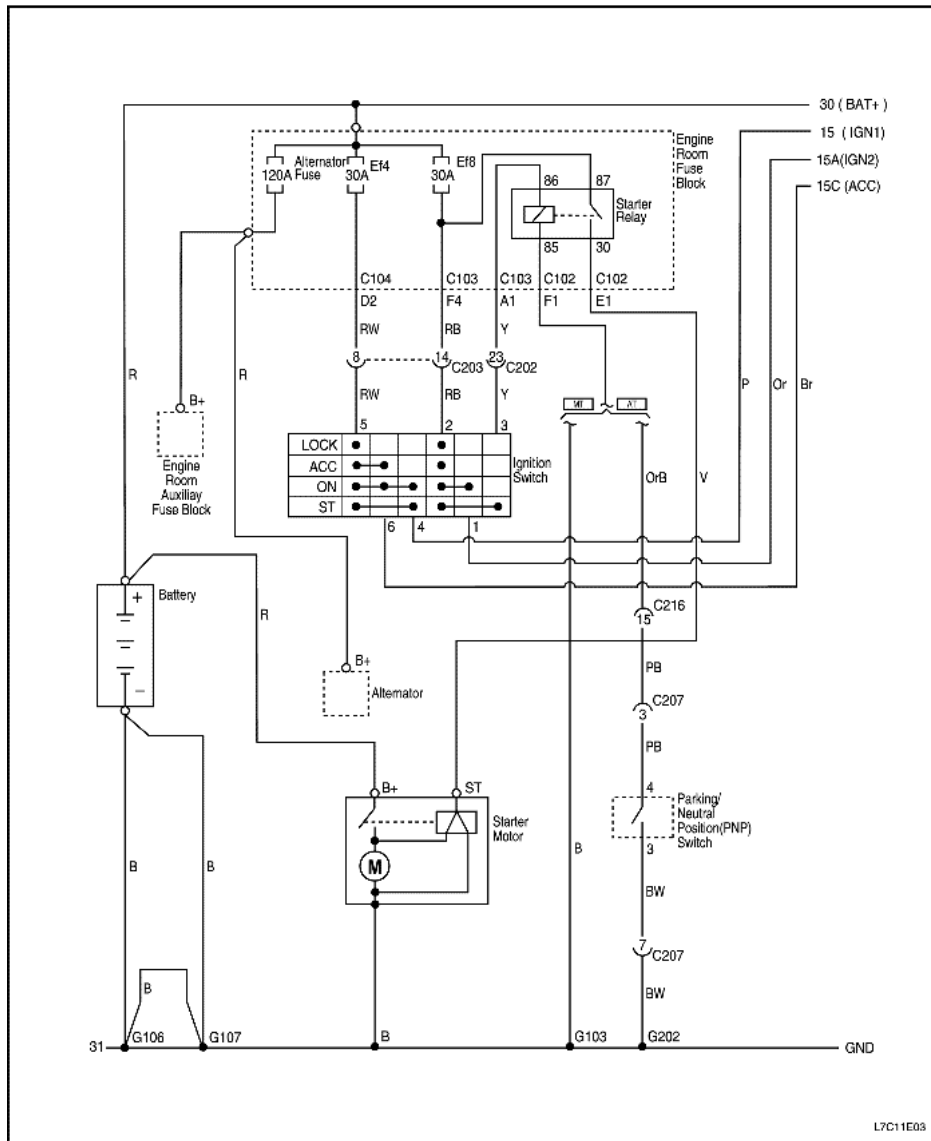 30 ( BAT+ )
15 ( IGN1)
15A(IGN2)
15C (ACC)
Engine
Room
Fuse
Block
Alternator
Fuse
120A
Ef4
30A
Ef8
30A
86
87
Starter
Relay
85
30
C104
C103
C103
C102
C102
D2
F4
A1
F1
E1
RW
RB
Y
8
14
C203
23
C202
R
R
RW
RB
Y
P
Or
Br
B+
Engine
Room
Auxiliay
Fuse Block
MT
AT
5
2
3
LOCK
ACC
ON
ST
Ignition
Switch
OrB
V
6
4
1
Battery
+
−
R
C216
15
B+
Alternator
PB
C207
3
PB
B+
ST
Starter
Motor
M
4
Parking/
Neutral
Position(PNP)
Switch
3
B
B
B
BW
7
C207
B
BW
31
G106
G107
B
G103
G202
GND
L7C11E03